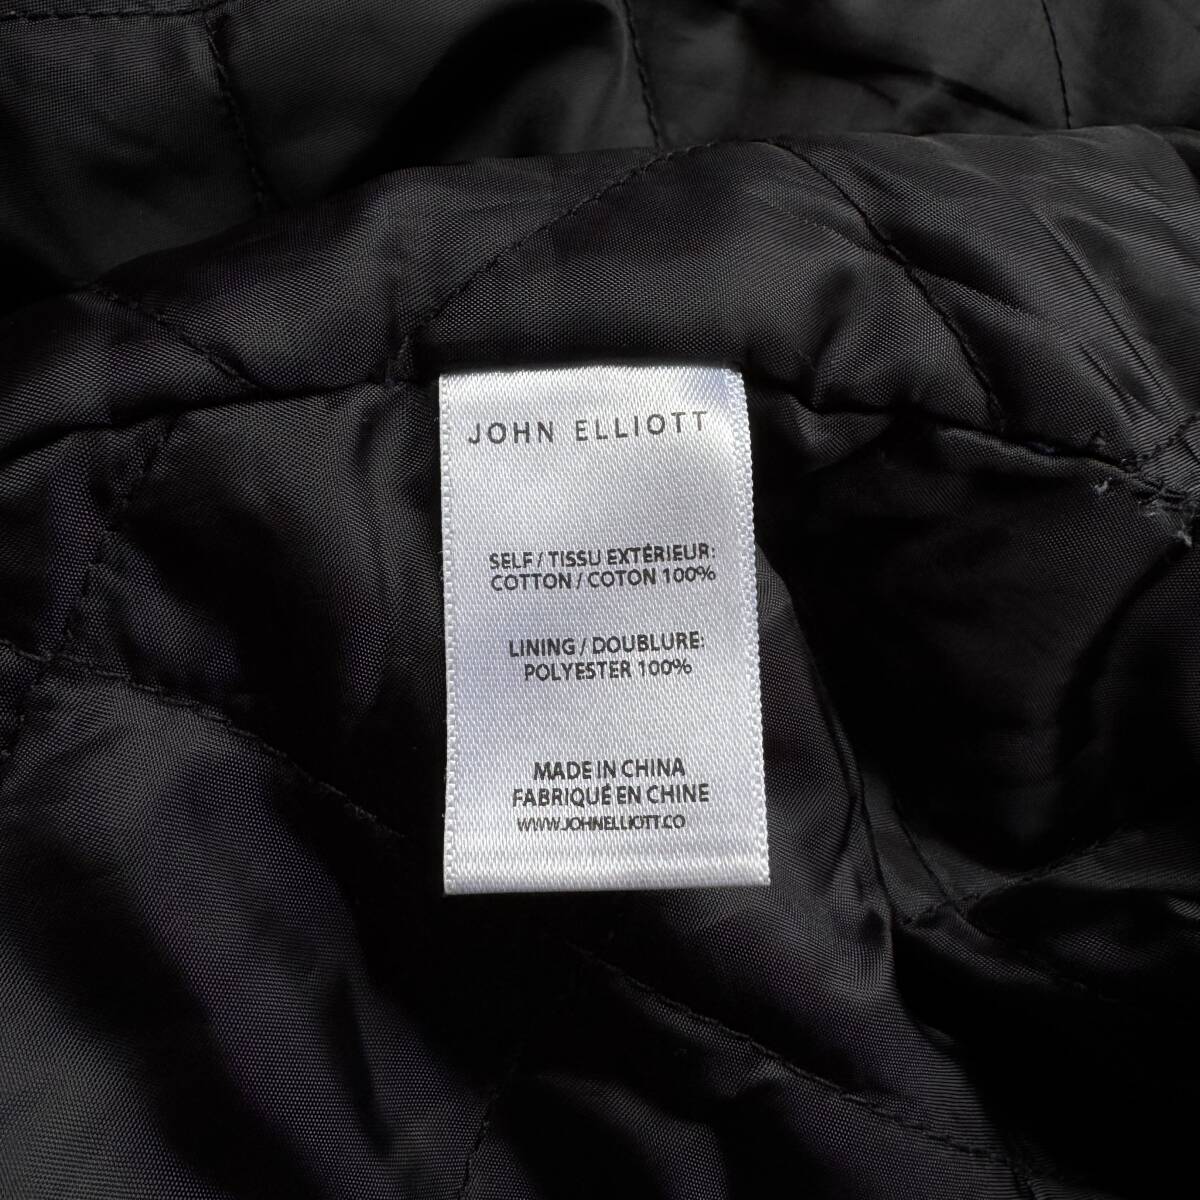 JOHN ELLIOTT
SELF / TISSU EXTÉRIEUR:
COTTON / COTON 100%
LINING / DOUBLURE:
POLYESTER 100%
MADE IN CHINA
FABRIQUÉ EN CHINE
WWW.JOHNELLIOTT.CO